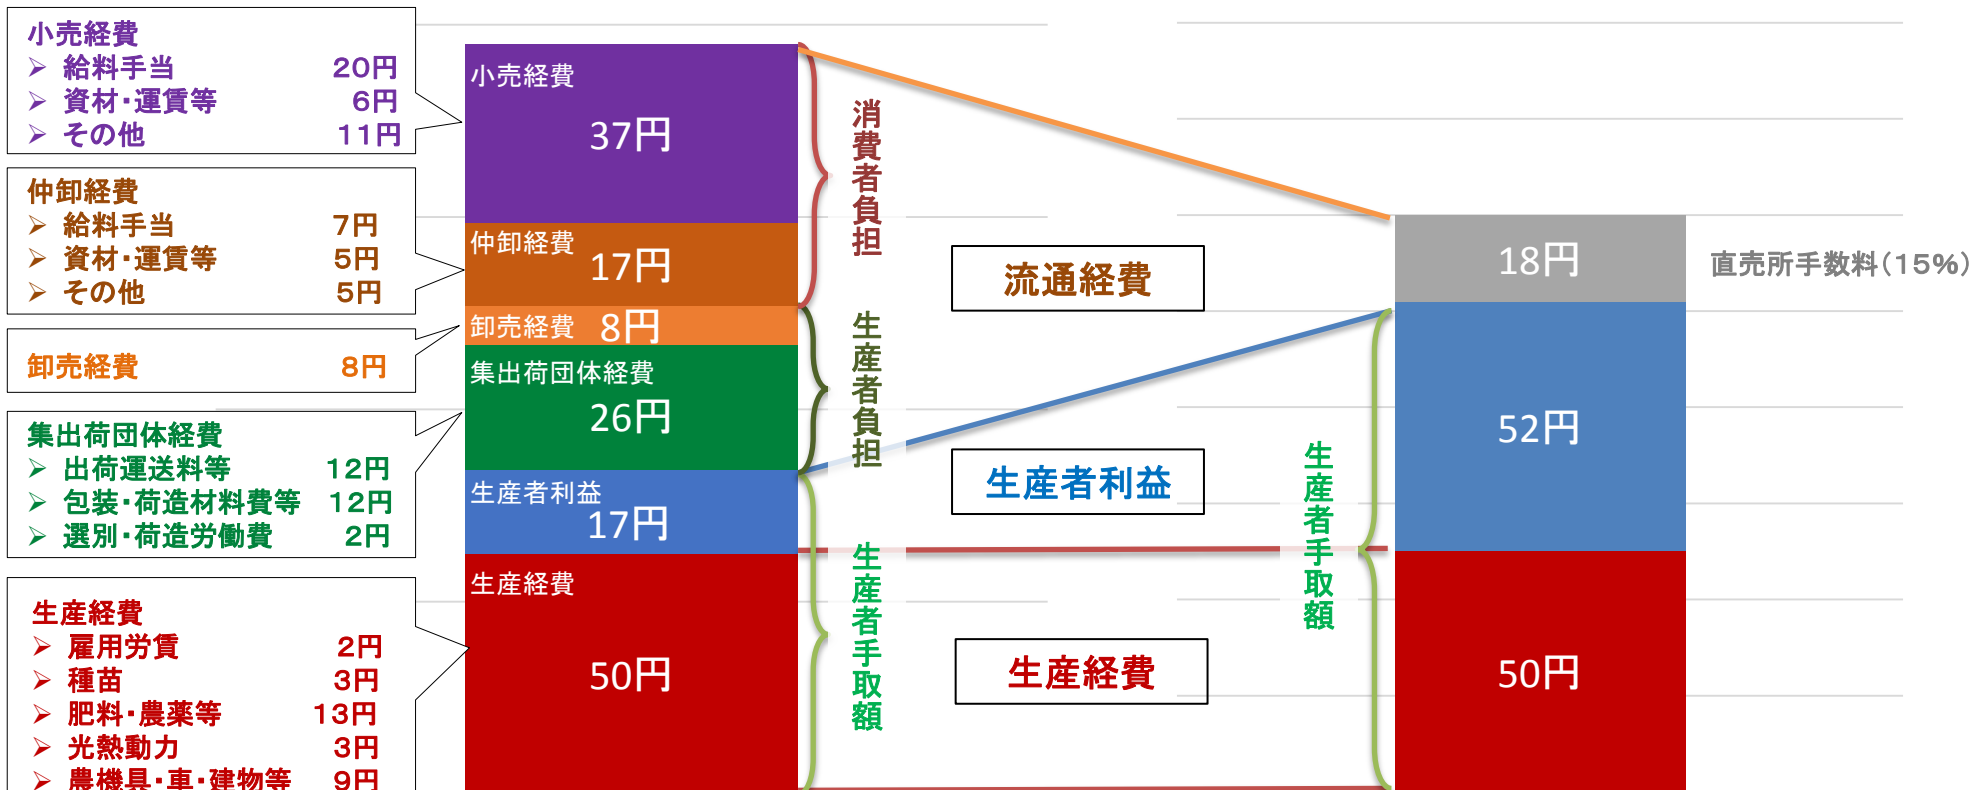 小売経費
➢ 給料手当 20円
➢ 資材・運賃等 6円
➢ その他 11円
仲卸経費
➢ 給料手当 7円
➢ 資材・運賃等 5円
➢ その他 5円
卸売経費 8円
集出荷団体経費
➢ 出荷運送料等 12円
➢ 包装・荷造材料費等 12円
➢ 選別・荷造労働費 2円
生産経費
➢ 雇用労賃 2円
➢ 種苗 3円
➢ 肥料・農薬等 13円
➢ 光熱動力 3円
➢ 農機具・車・建物等 9円
小売経費
37円
仲卸経費
17円
卸売経費 8円
集出荷団体経費
26円
生産者利益
17円
生産経費
50円
消費者負担
生産者負担
生産者手取額
流通経費
生産者利益
生産経費
生産者手取額
18円
52円
50円
直売所手数料(15%)